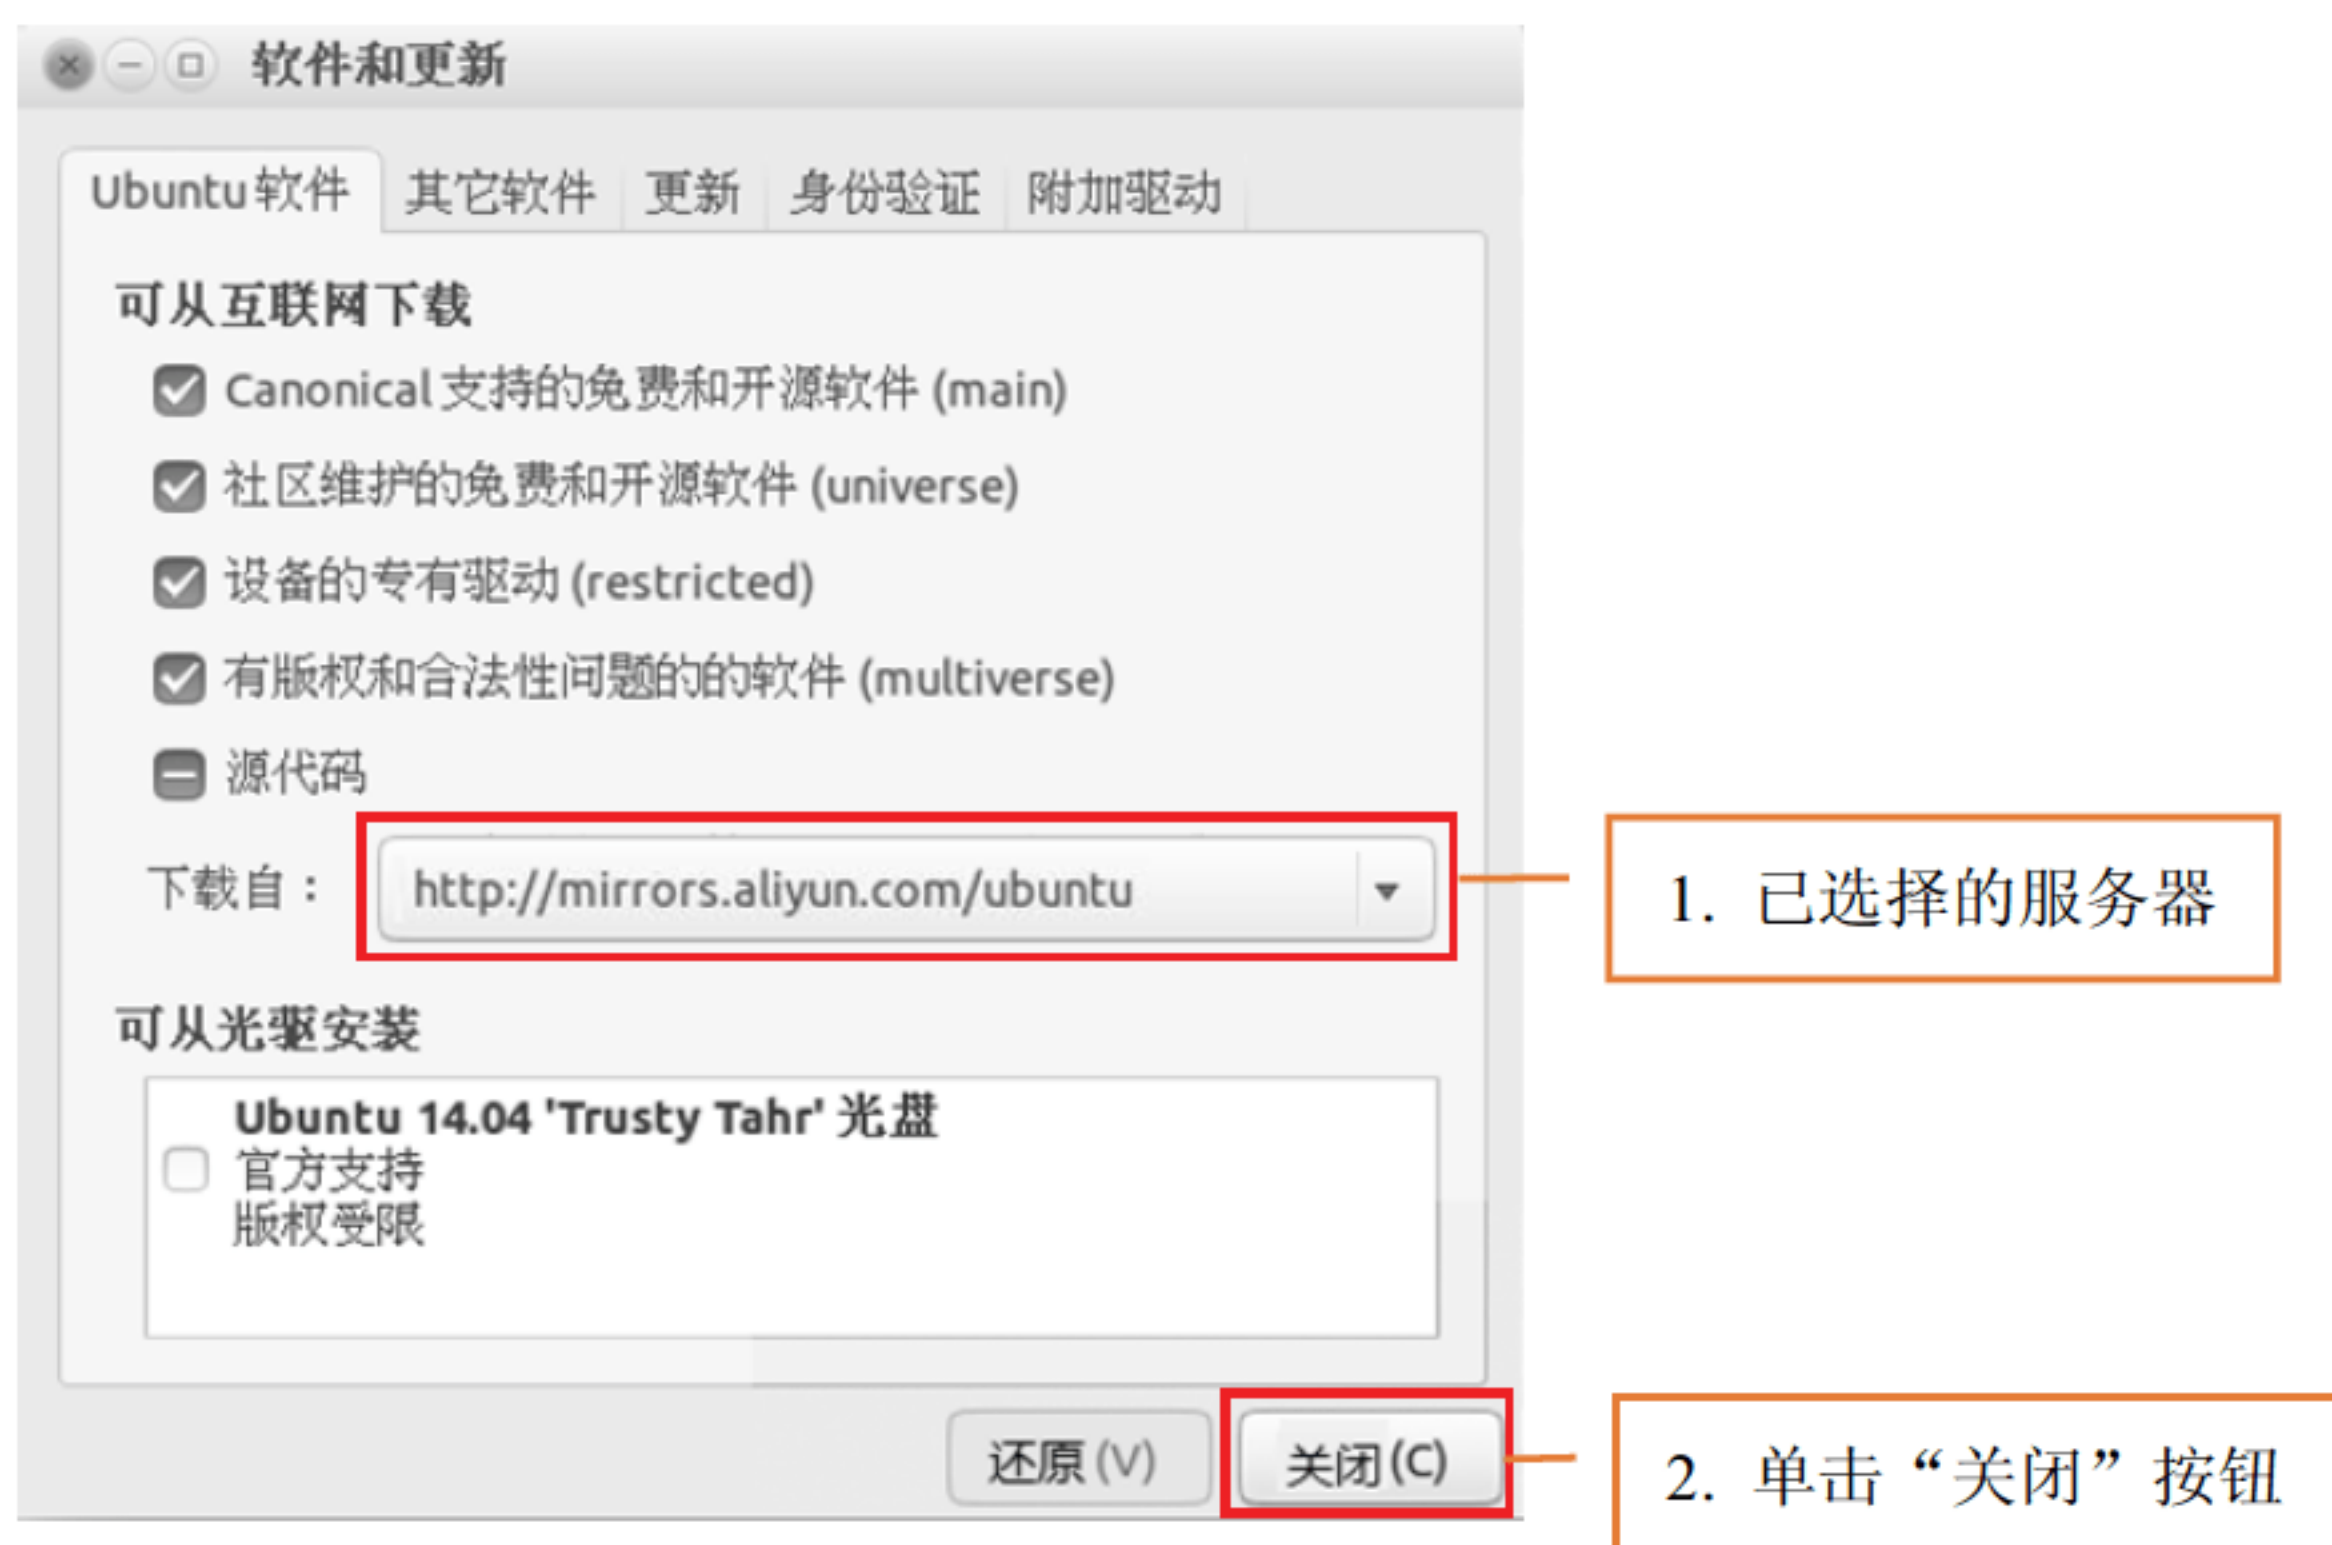 软件和更新
Ubuntu 软件 其它软件 更新 身份验证 附加驱动
可从互联网下载
Canonical 支持的免费和开源软件 (main)
社区维护的免费和开源软件 (universe)
设备的专有驱动 (restricted)
有版权和合法性问题的的软件 (multiverse)
源代码
下载自：
http://mirrors.aliyun.com/ubuntu
1. 已选择的服务器
可从光驱安装
Ubuntu 14.04 'Trusty Tahr' 光盘
官方支持
版权受限
还原(V) 关闭(C)
2. 单击“关闭”按钮